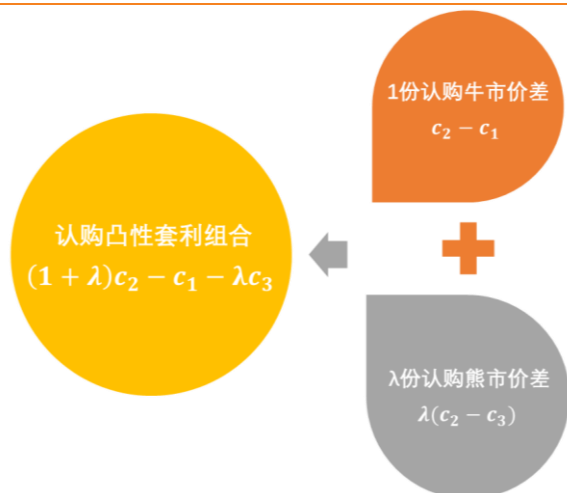 1份认购牛市价差
c₂ − c₁
认购凸性套利组合
(1 + λ)c₂ − c₁ − λc₃
λ份认购熊市价差
λ(c₂ − c₃)